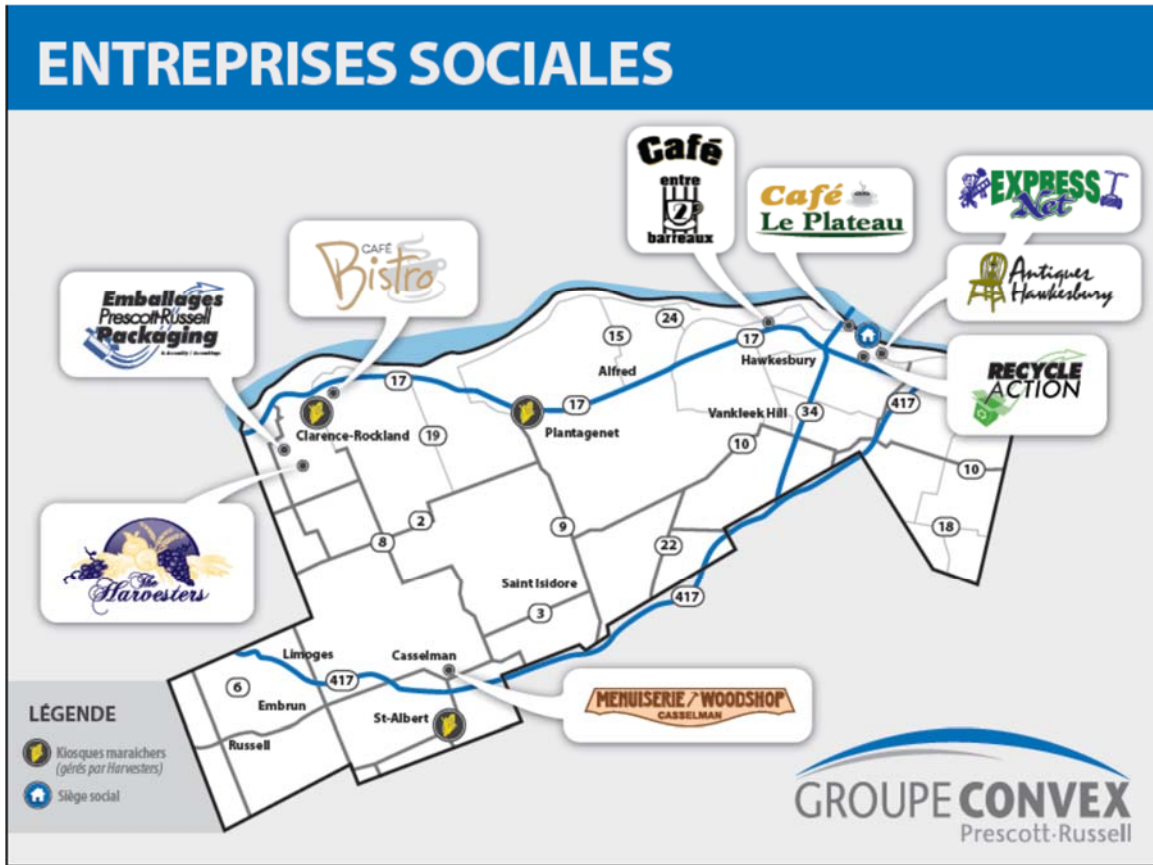 ENTREPRISES SOCIALES
Café
entre
2
barreaux
Café
Le Plateau
EXPRESS
Net
CAFÉ
Bistro
Antiques
Hawkesbury
Emballages
Prescott-Russell
Packaging
RECYCLE
ACTION
24
15
17
17
Alfred
Hawkesbury
417
17
Vankleek Hill
34
Clarence-Rockland
19
Plantagenet
10
10
2
9
18
8
22
The
Harvesters
Saint Isidore
3
417
Limoges
Casselman
6
417
MENUISERIE WOODSHOP
CASSELMAN
Embrun
St-Albert
Russell
LÉGENDE
Kiosques maraichers
(gérés par Harvesters)
Siège social
GROUPE CONVEX
Prescott·Russell